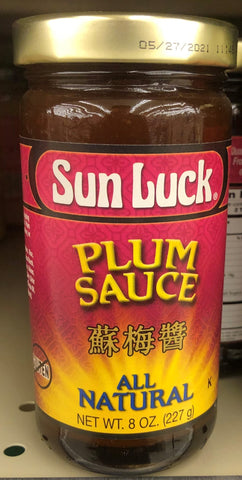 05/27/2021
Sun Luck®
PLUM
SAUCE
蘇梅醬
ALL
NATURAL
K
NET WT. 8 OZ. (227 g)